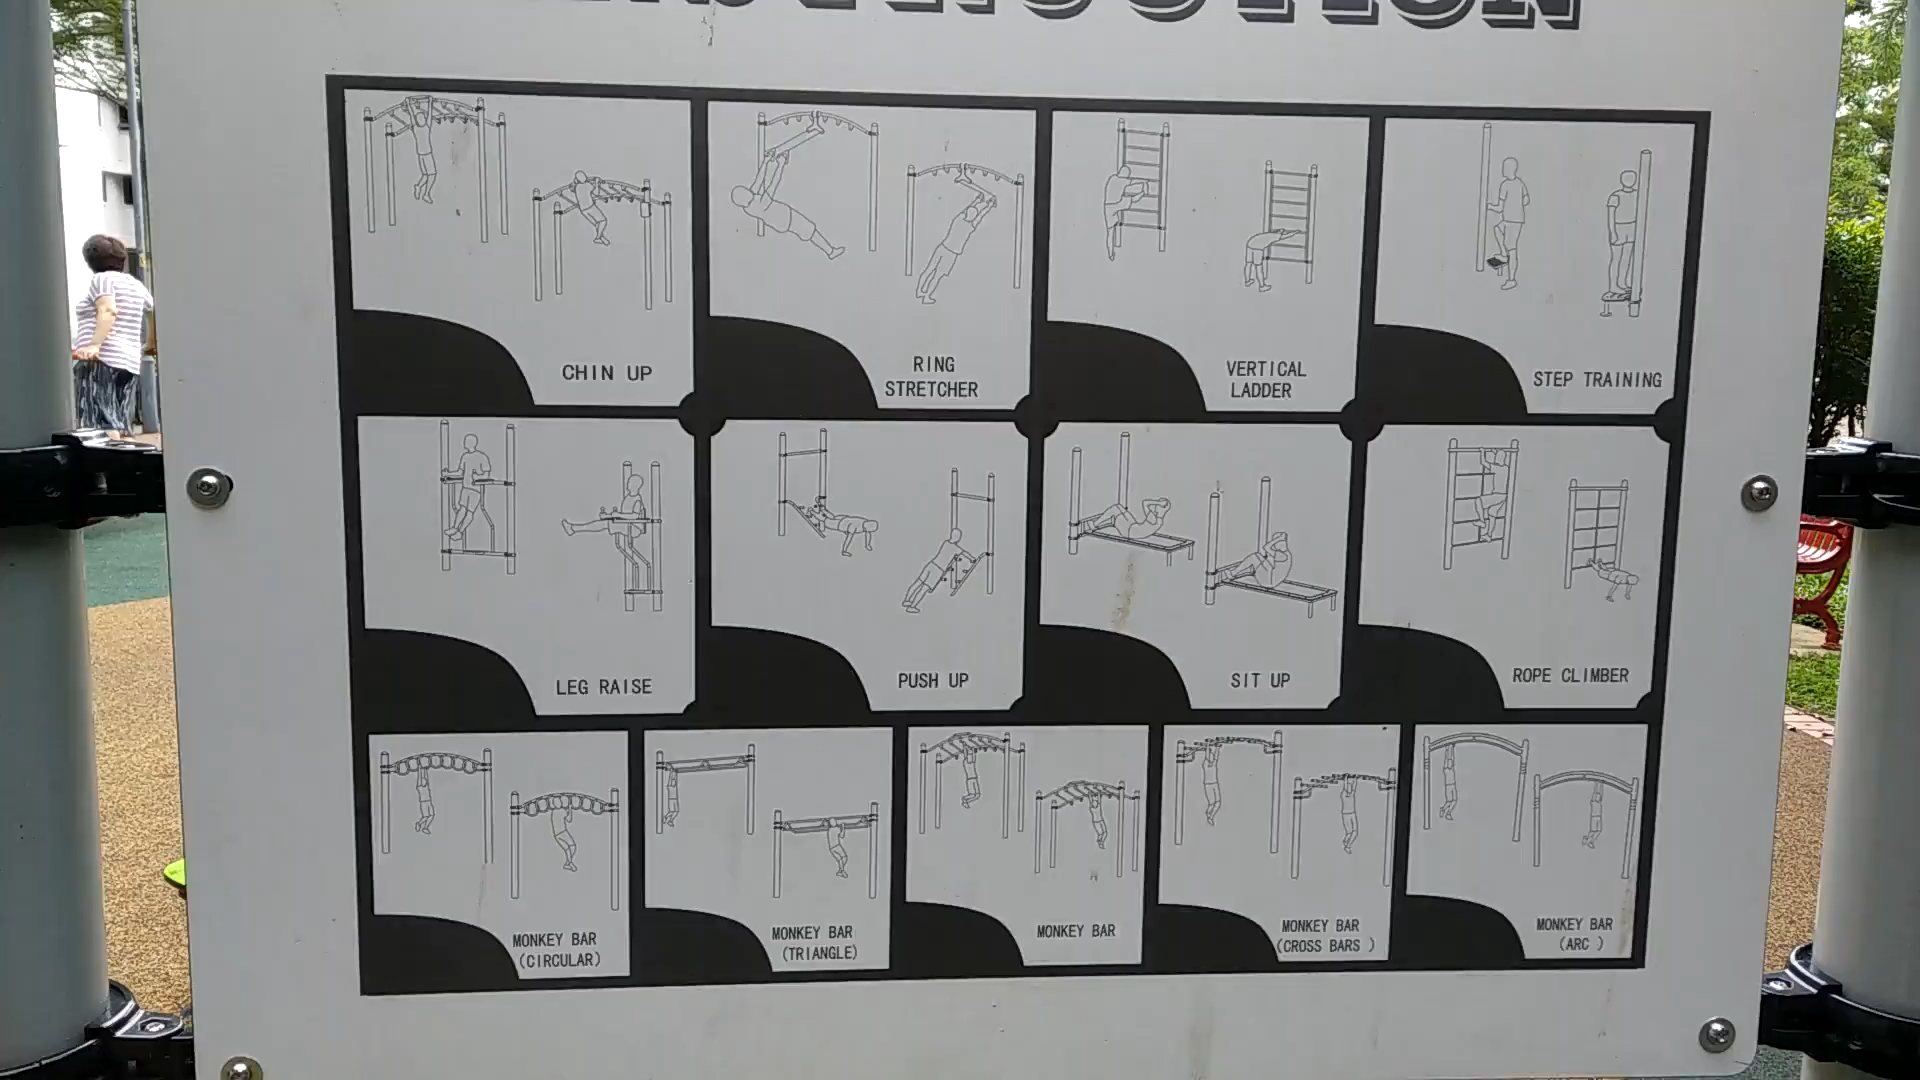 CHIN UP
RING
STRETCHER
VERTICAL
LADDER
STEP TRAINING
LEG RAISE
PUSH UP
SIT UP
ROPE CLIMBER
MONKEY BAR
(CIRCULAR)
MONKEY BAR
(TRIANGLE)
MONKEY BAR
MONKEY BAR
(CROSS BARS )
MONKEY BAR
(ARC )